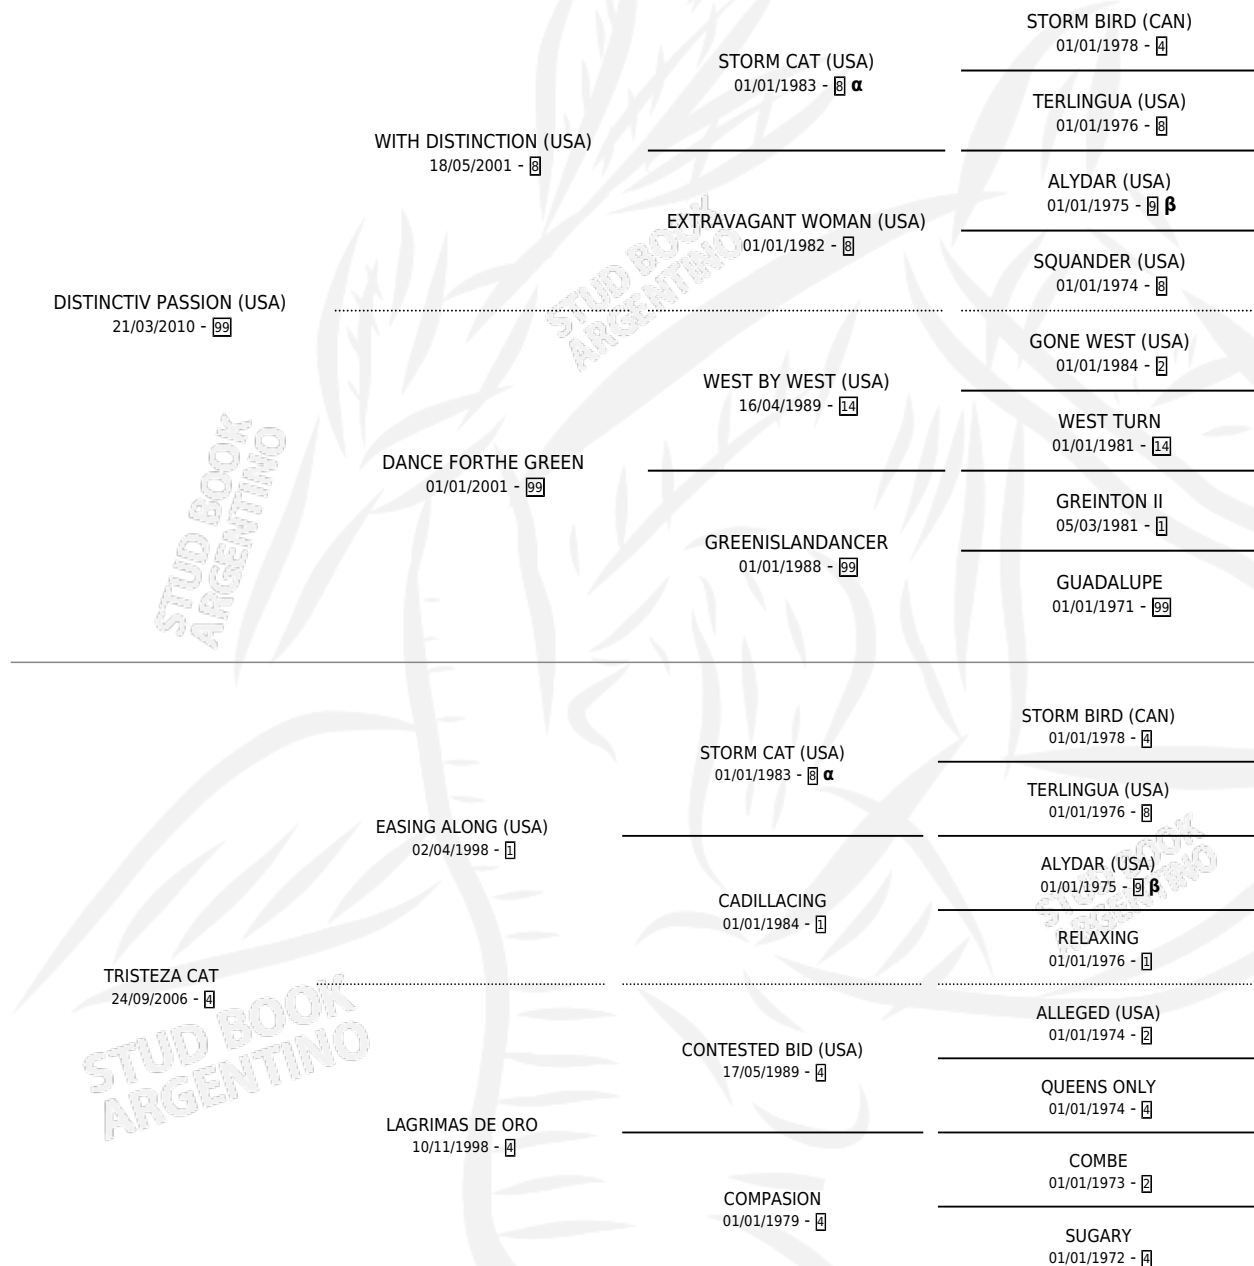 STORM BIRD (CAN)
01/01/1978 - 4
STORM CAT (USA)
01/01/1983 - 8 α
TERLINGUA (USA)
01/01/1976 - 8
WITH DISTINCTION (USA)
18/05/2001 - 8
ALYDAR (USA)
01/01/1975 - 9 β
EXTRAVAGANT WOMAN (USA)
01/01/1982 - 8
SQUANDER (USA)
01/01/1974 - 8
DISTINCTIV PASSION (USA)
21/03/2010 - 99
GONE WEST (USA)
01/01/1984 - 2
WEST BY WEST (USA)
16/04/1989 - 14
WEST TURN
01/01/1981 - 14
DANCE FORTHE GREEN
01/01/2001 - 99
GREINTON II
05/03/1981 - 1
GREENISLANDANCER
01/01/1988 - 99
GUADALUPE
01/01/1971 - 99
STORM BIRD (CAN)
01/01/1978 - 4
STORM CAT (USA)
01/01/1983 - 8 α
TERLINGUA (USA)
01/01/1976 - 8
EASING ALONG (USA)
02/04/1998 - 1
ALYDAR (USA)
01/01/1975 - 9 β
CADILLACING
01/01/1984 - 1
RELAXING
01/01/1976 - 1
TRISTEZA CAT
24/09/2006 - 4
ALLEGED (USA)
01/01/1974 - 2
CONTESTED BID (USA)
17/05/1989 - 4
QUEENS ONLY
01/01/1974 - 4
LAGRIMAS DE ORO
10/11/1998 - 4
COMBE
01/01/1973 - 2
COMPASION
01/01/1979 - 4
SUGARY
01/01/1972 - 4
STUD BOOK
ARGENTINO
STUD BOOK
ARGENTINO
STUD BOOK
ARGENTINO
STUD BOOK
ARGENTINO